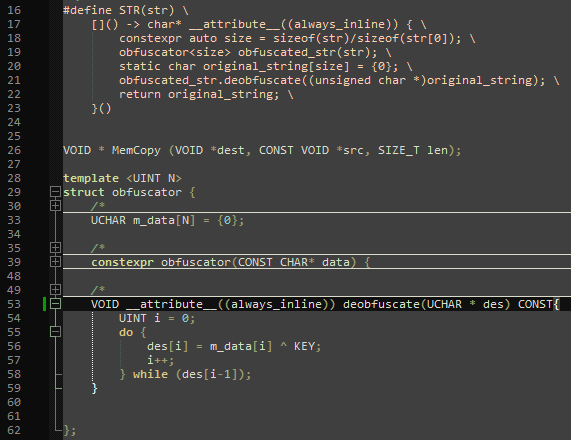 16 #define STR(str) \
17 []() -> char* __attribute__((always_inline)) { \
18 constexpr auto size = sizeof(str)/sizeof(str[0]); \
19 obfuscator<size> obfuscated_str(str); \
20 static char original_string[size] = {0}; \
21 obfuscated_str.deobfuscate((unsigned char *)original_string); \
22 return original_string; \
23 }()
24
25
26 VOID * MemCopy (VOID *dest, CONST VOID *src, SIZE_T len);
27
28 template <UINT N>
29 struct obfuscator {
30 /*
33 UCHAR m_data[N] = {0};
34
35 /*
39 constexpr obfuscator(CONST CHAR* data) {
48
49 /*
53 VOID __attribute__((always_inline)) deobfuscate(UCHAR * des) CONST{
54 UINT i = 0;
55 do {
56 des[i] = m_data[i] ^ KEY;
57 i++;
58 } while (des[i-1]);
59 }
60
61
62 };